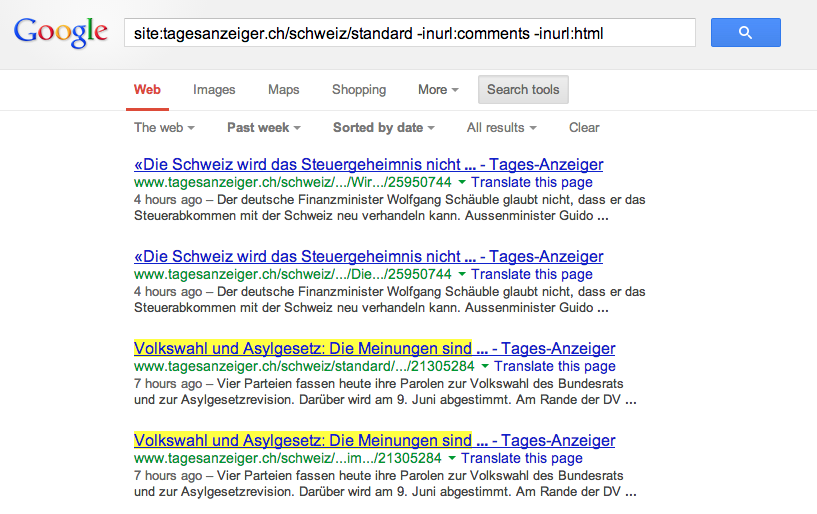 Google
site:tagesanzeiger.ch/schweiz/standard -inurl:comments -inurl:html
Web Images Maps Shopping More Search tools
The web Past week Sorted by date All results Clear
«Die Schweiz wird das Steuergeheimnis nicht ... - Tages-Anzeiger
www.tagesanzeiger.ch/schweiz/.../Wir.../25950744 Translate this page
4 hours ago – Der deutsche Finanzminister Wolfgang Schäuble glaubt nicht, dass er das
Steuerabkommen mit der Schweiz neu verhandeln kann. Aussenminister Guido ...
«Die Schweiz wird das Steuergeheimnis nicht ... - Tages-Anzeiger
www.tagesanzeiger.ch/schweiz/.../Die.../25950744 Translate this page
4 hours ago – Der deutsche Finanzminister Wolfgang Schäuble glaubt nicht, dass er das
Steuerabkommen mit der Schweiz neu verhandeln kann. Aussenminister Guido ...
Volkswahl und Asylgesetz: Die Meinungen sind ... - Tages-Anzeiger
www.tagesanzeiger.ch/schweiz/standard/.../21305284 Translate this page
7 hours ago – Vier Parteien fassen heute ihre Parolen zur Volkswahl des Bundesrats
und zur Asylgesetzrevision. Darüber wird am 9. Juni abgestimmt. Am Rande der DV ...
Volkswahl und Asylgesetz: Die Meinungen sind ... - Tages-Anzeiger
www.tagesanzeiger.ch/schweiz/...im.../21305284 Translate this page
7 hours ago – Vier Parteien fassen heute ihre Parolen zur Volkswahl des Bundesrats
und zur Asylgesetzrevision. Darüber wird am 9. Juni abgestimmt. Am Rande der DV ...